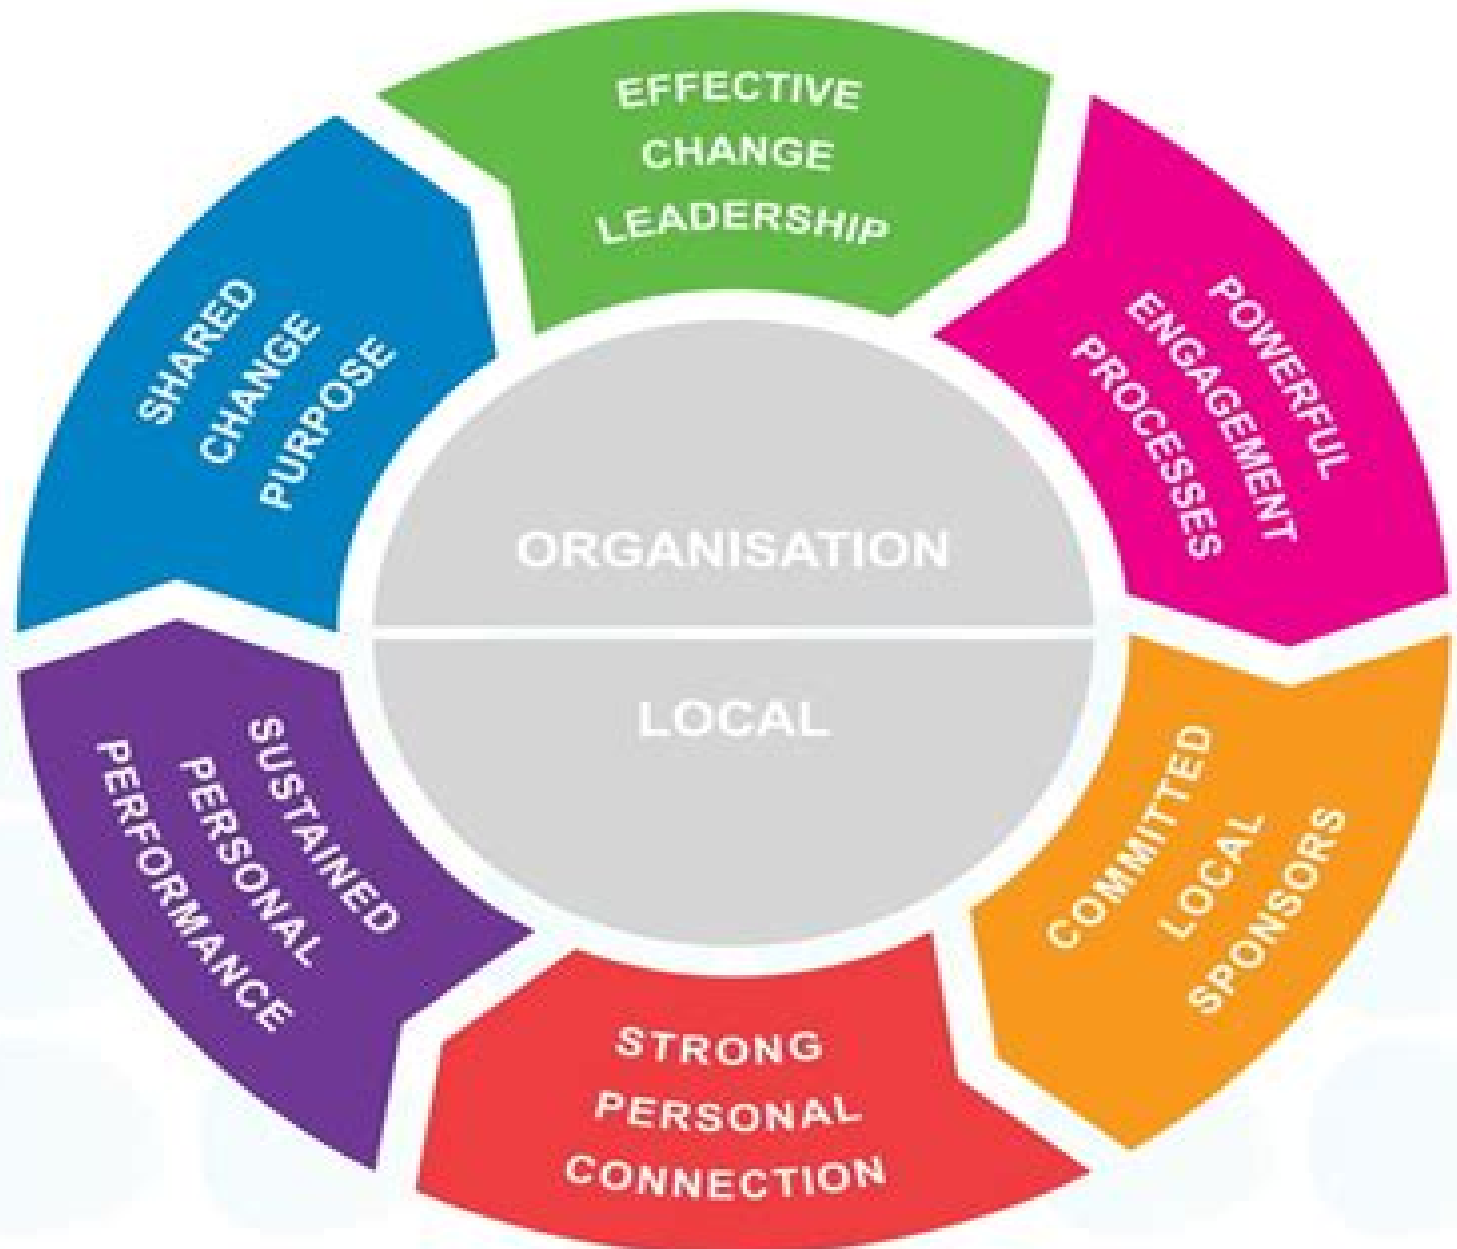 EFFECTIVE
CHANGE
LEADERSHIP
POWERFUL
ENGAGEMENT
PROCESSES
COMMITTED
LOCAL
SPONSORS
STRONG
PERSONAL
CONNECTION
SUSTAINED
PERSONAL
PERFORMANCE
SHARED
CHANGE
PURPOSE
ORGANISATION
LOCAL